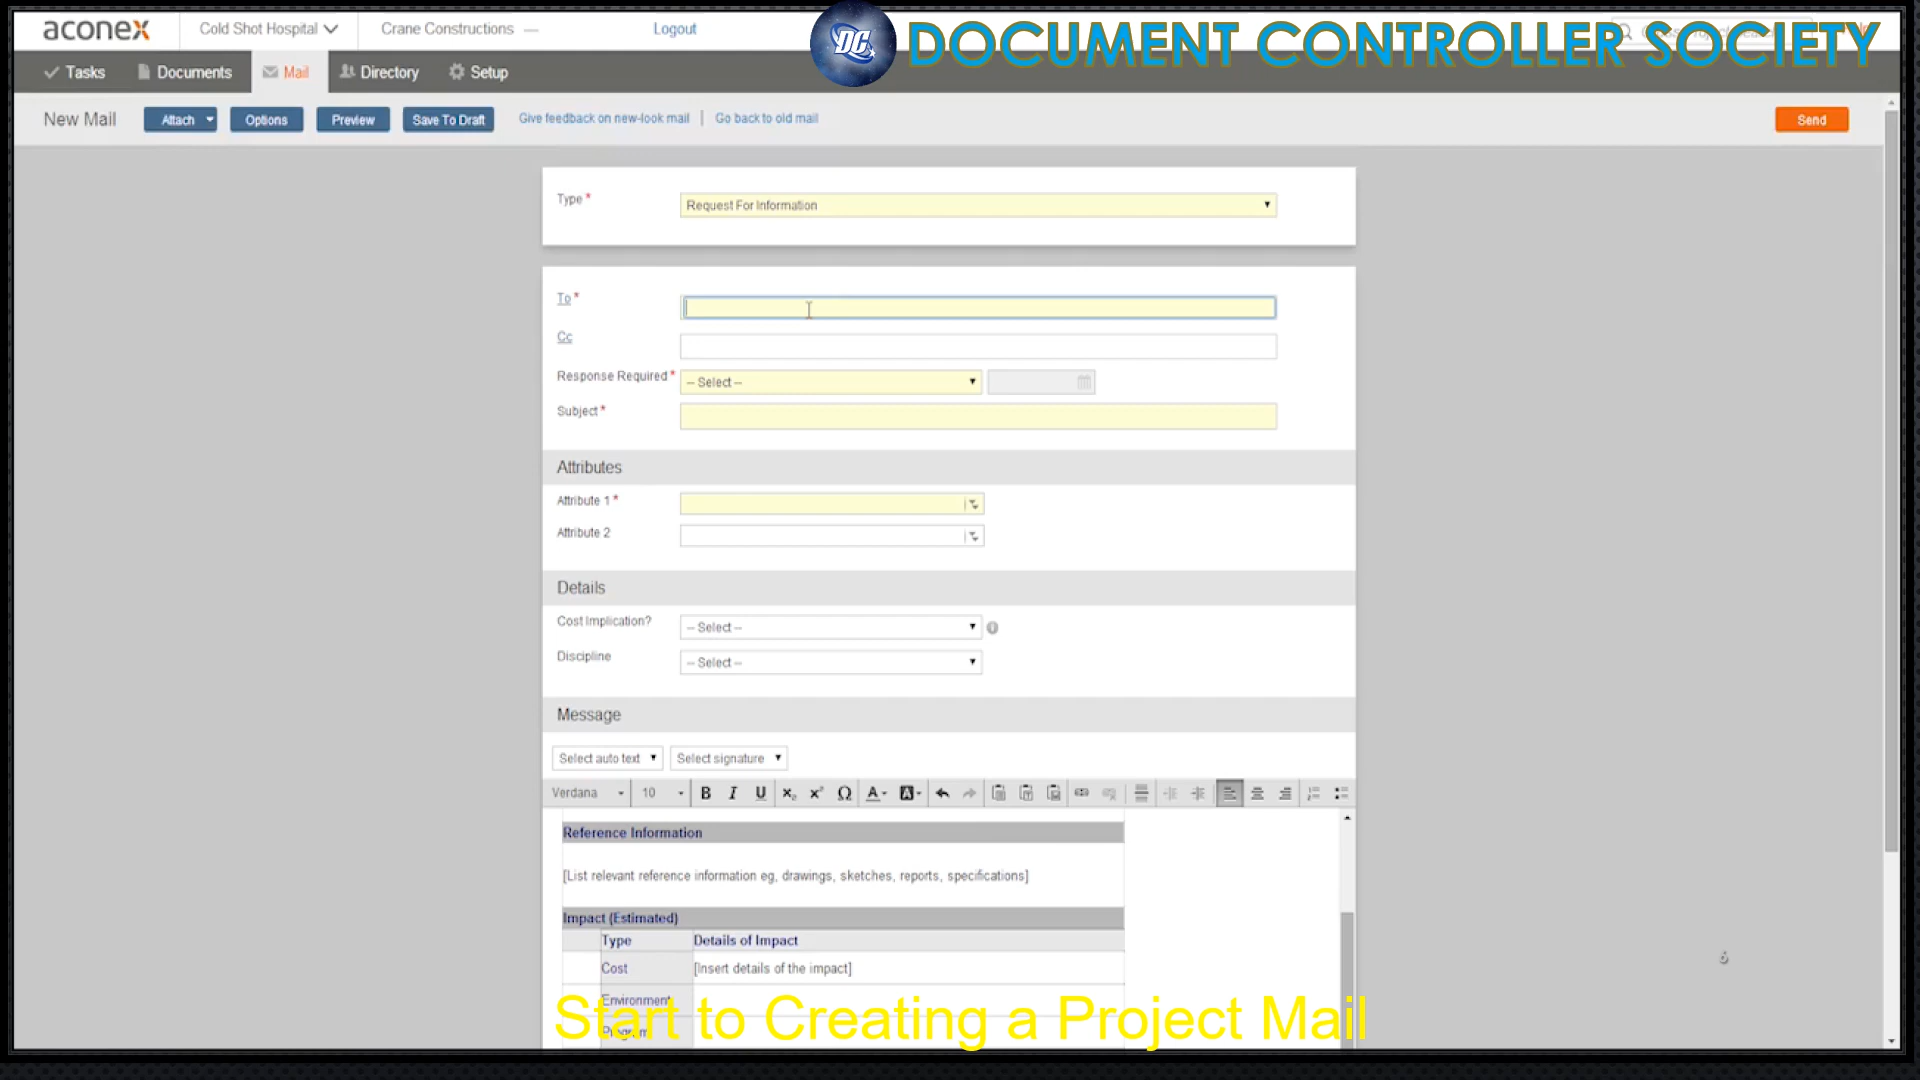 aconex
Cold Shot Hospital
Crane Constructions
Logout
DC
DOCUMENT CONTROLLER SOCIETY
Tasks
Documents
Mail
Directory
Setup
New Mail
Attach
Options
Preview
Save To Draft
Give feedback on new-look mail
Go back to old mail
Send
Type *
Request For Information
To *
Cc
Response Required *
-- Select --
Subject *
Attributes
Attribute 1 *
Attribute 2
Details
Cost Implication?
-- Select --
Discipline
-- Select --
Message
Select auto text
Select signature
Verdana
10
Reference Information
[List relevant reference information eg, drawings, sketches, reports, specifications]
Impact (Estimated)
Type
Details of Impact
Cost
[Insert details of the impact]
Environment
Program
Start to Creating a Project Mail